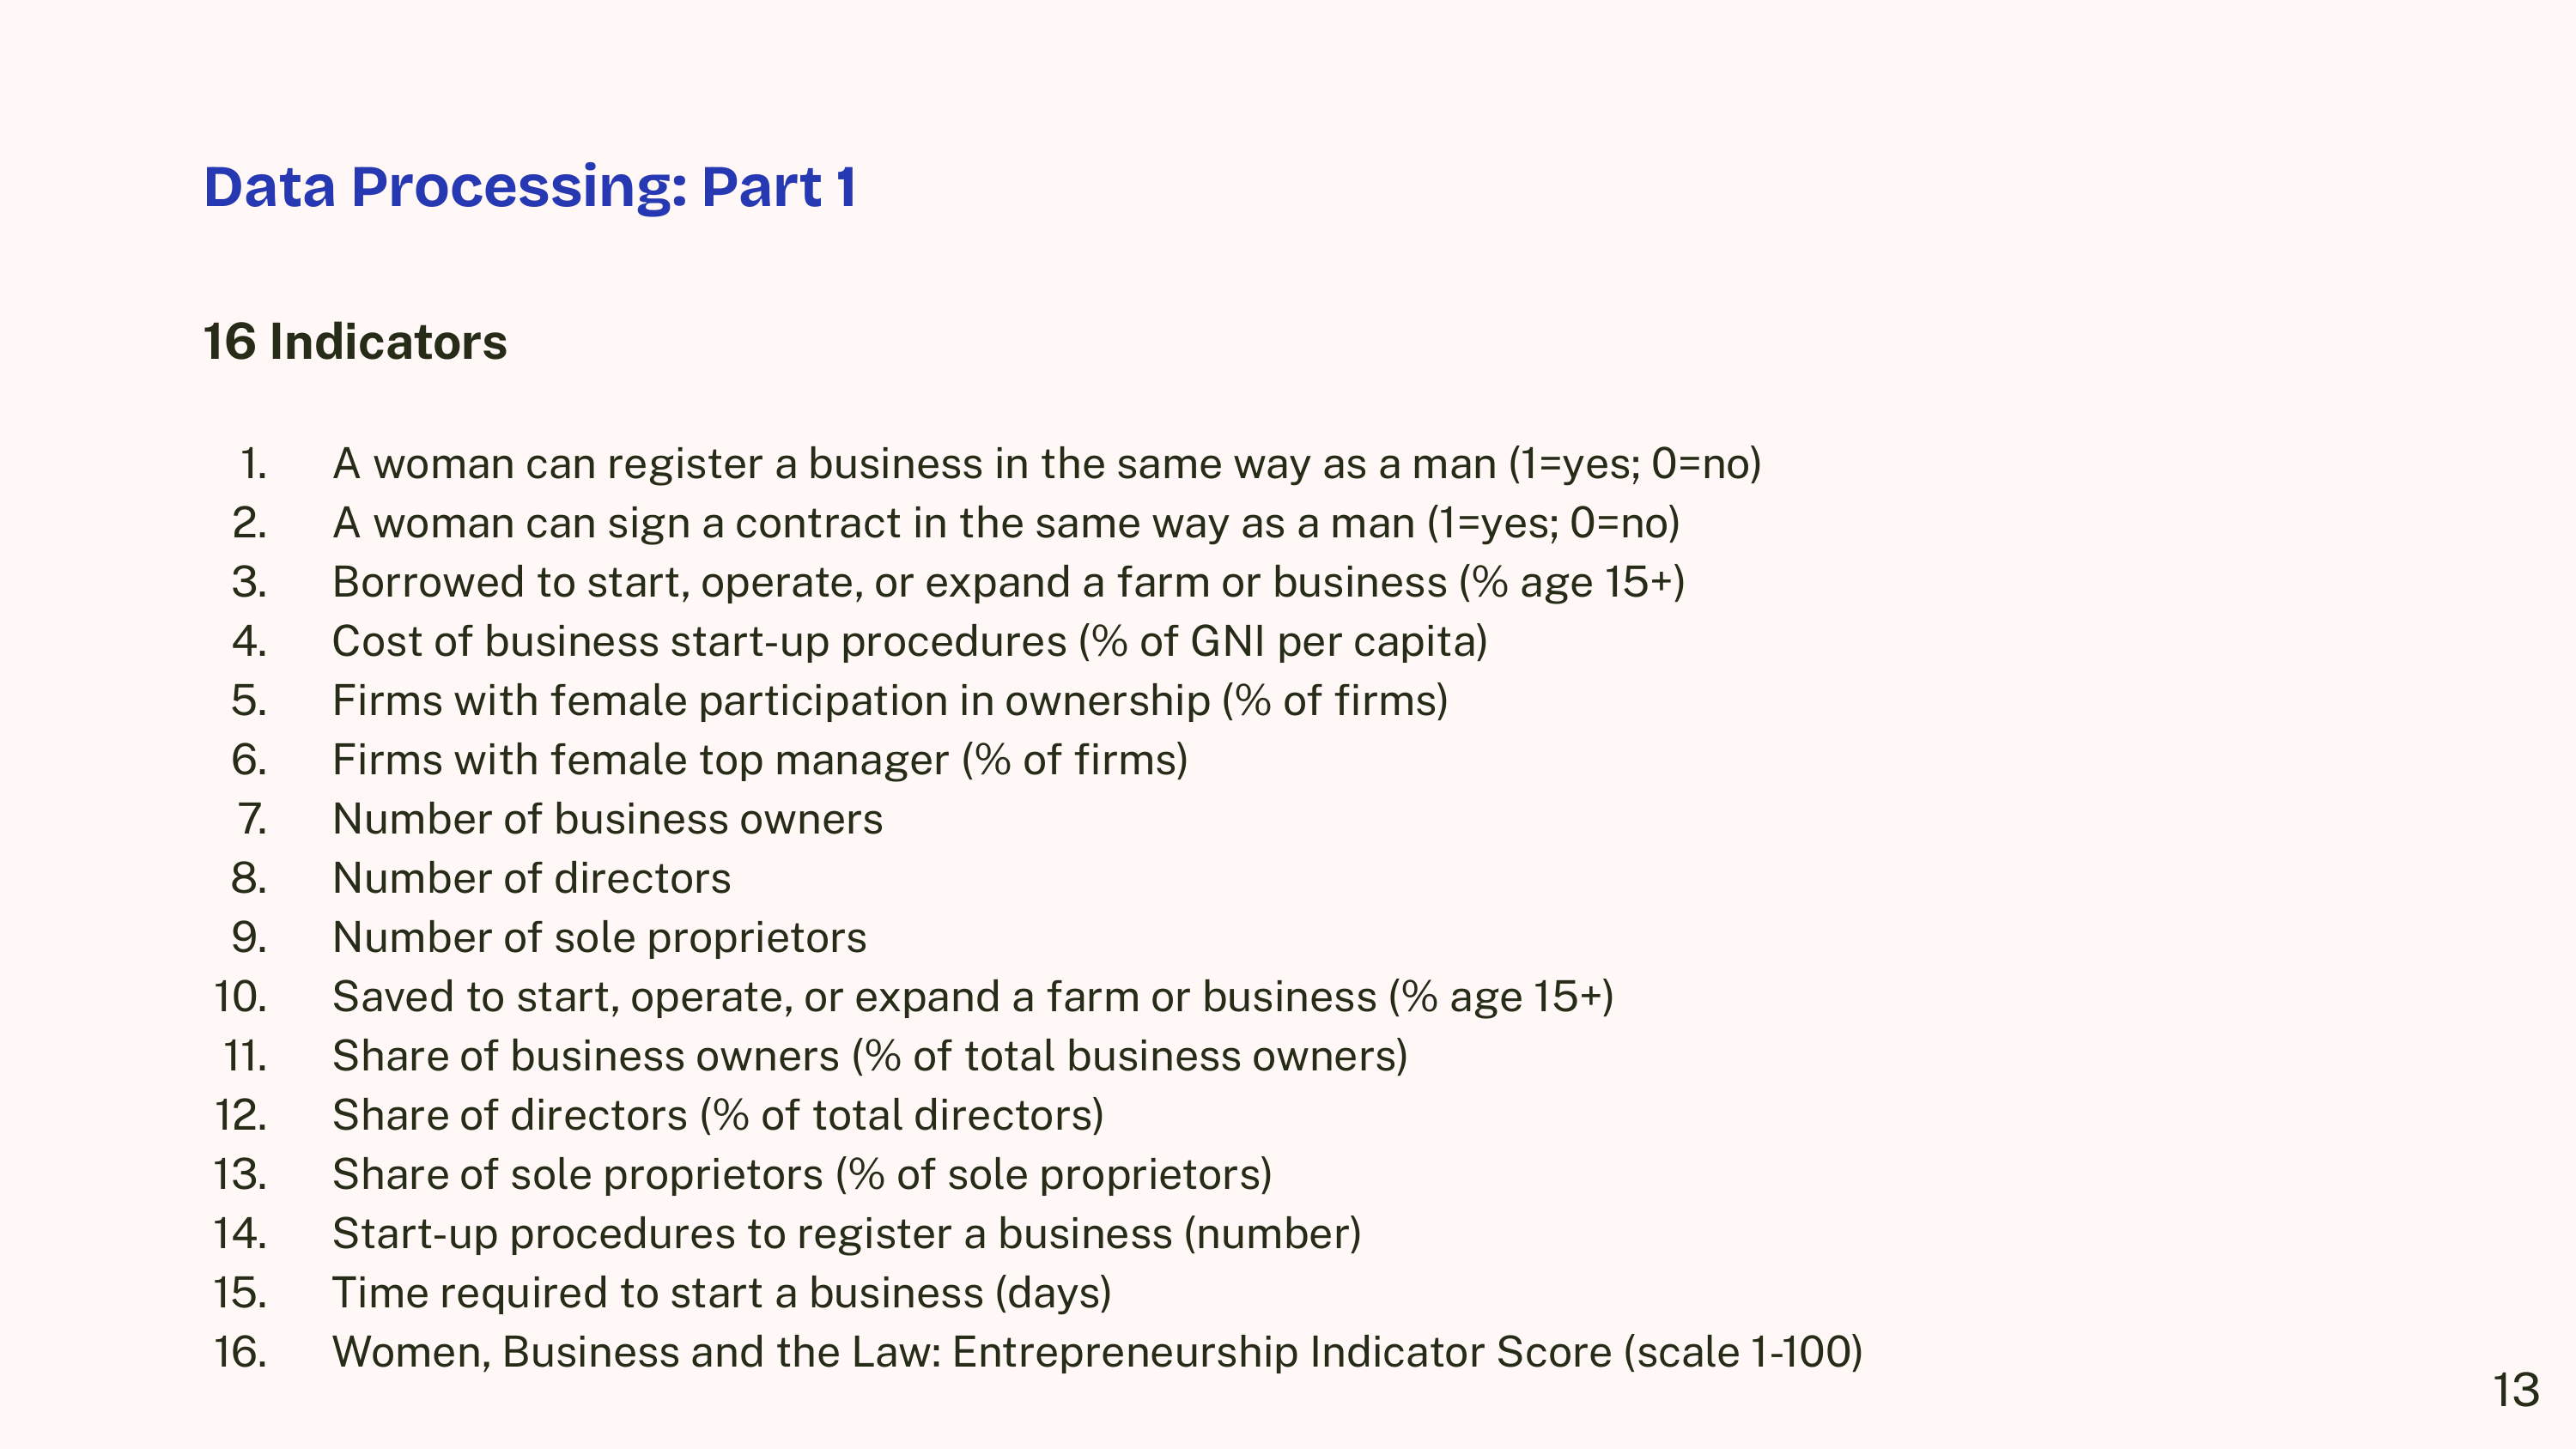 Data Processing: Part 1
16 Indicators
1. A woman can register a business in the same way as a man (1=yes; 0=no)
2. A woman can sign a contract in the same way as a man (1=yes; 0=no)
3. Borrowed to start, operate, or expand a farm or business (% age 15+)
4. Cost of business start-up procedures (% of GNI per capita)
5. Firms with female participation in ownership (% of firms)
6. Firms with female top manager (% of firms)
7. Number of business owners
8. Number of directors
9. Number of sole proprietors
10. Saved to start, operate, or expand a farm or business (% age 15+)
11. Share of business owners (% of total business owners)
12. Share of directors (% of total directors)
13. Share of sole proprietors (% of sole proprietors)
14. Start-up procedures to register a business (number)
15. Time required to start a business (days)
16. Women, Business and the Law: Entrepreneurship Indicator Score (scale 1-100)
13